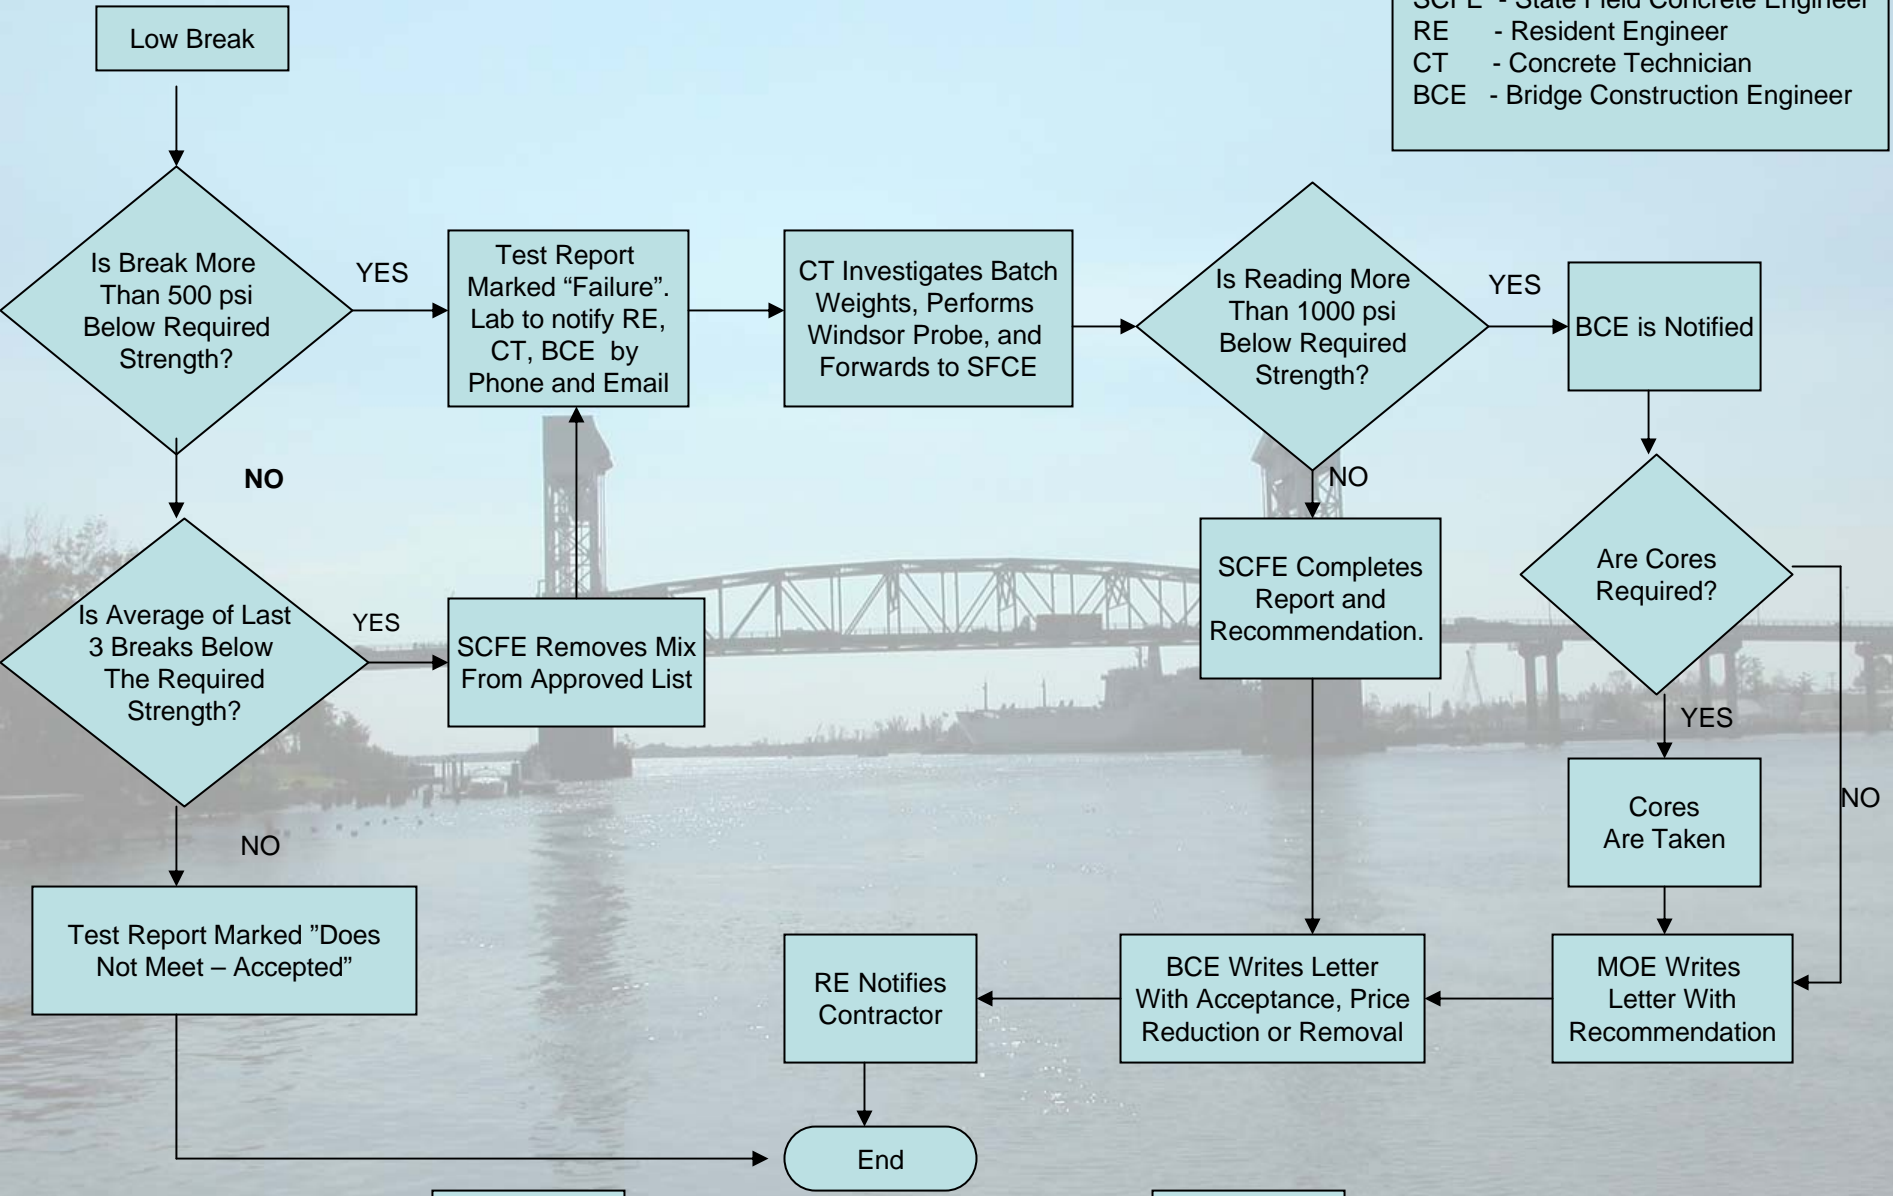 Low Break
SCFE - State Field Concrete Engineer
RE - Resident Engineer
CT - Concrete Technician
BCE - Bridge Construction Engineer
Is Break More
Than 500 psi
Below Required
Strength?
YES
Test Report
Marked “Failure”.
Lab to notify RE,
CT, BCE by
Phone and Email
CT Investigates Batch
Weights, Performs
Windsor Probe, and
Forwards to SFCE
Is Reading More
Than 1000 psi
Below Required
Strength?
YES
BCE is Notified
NO
NO
Is Average of Last
3 Breaks Below
The Required
Strength?
YES
SCFE Removes Mix
From Approved List
SCFE Completes
Report and
Recommendation.
Are Cores
Required?
YES
NO
Cores
Are Taken
NO
Test Report Marked ”Does
Not Meet – Accepted”
RE Notifies
Contractor
BCE Writes Letter
With Acceptance, Price
Reduction or Removal
MOE Writes
Letter With
Recommendation
End